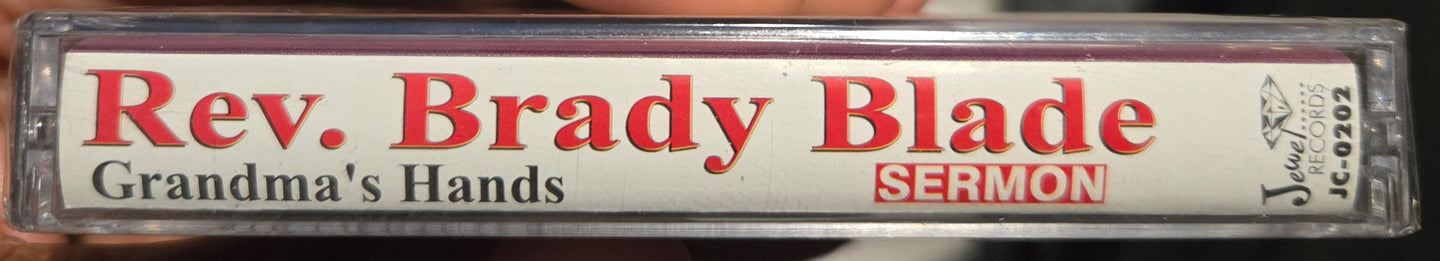 Rev. Brady Blade
Grandma's Hands
SERMON
Jewel
RECORDS
JC-0202